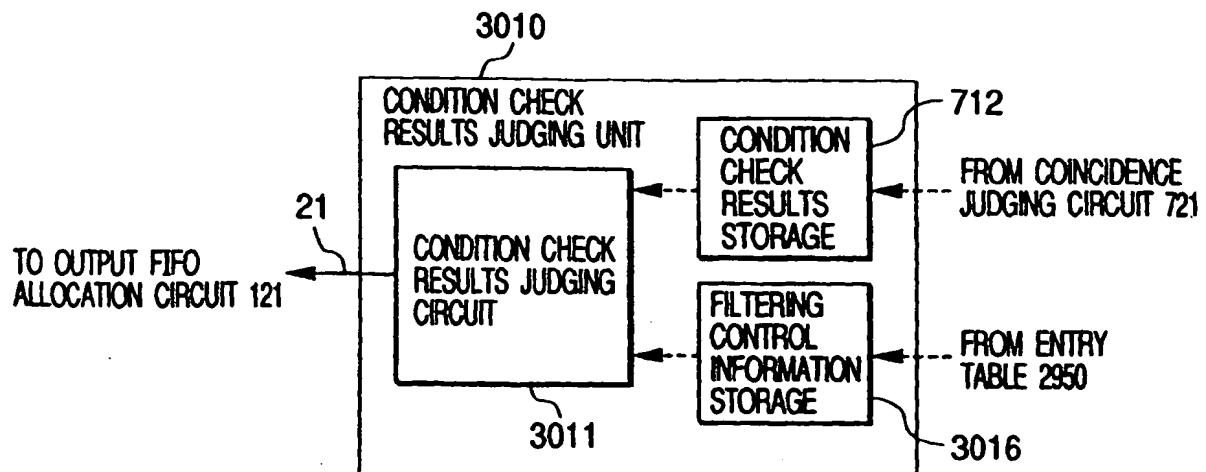 3010
CONDITION CHECK
RESULTS JUDGING UNIT
712
CONDITION
CHECK
RESULTS
STORAGE
FROM COINCIDENCE
JUDGING CIRCUIT 721
21
TO OUTPUT FIFO
ALLOCATION CIRCUIT 121
CONDITION CHECK
RESULTS JUDGING
CIRCUIT
FILTERING
CONTROL
INFORMATION
STORAGE
FROM ENTRY
TABLE 2950
3011
3016